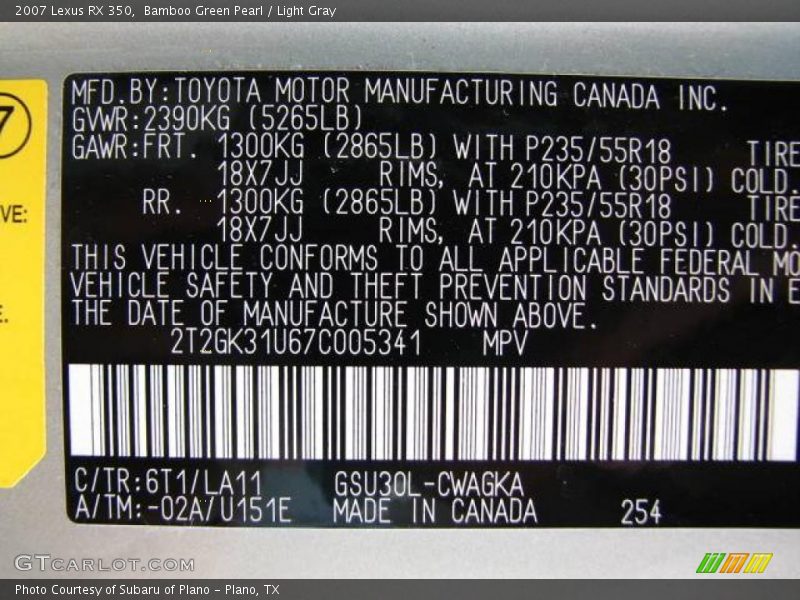 2007 Lexus RX 350, Bamboo Green Pearl / Light Gray
7
VE:
E.
MFD.BY:TOYOTA MOTOR MANUFACTURING CANADA INC.
GVWR:2390KG (5265LB)
GAWR:FRT. 1300KG (2865LB) WITH P235/55R18 TIRE
18X7JJ RIMS, AT 210KPA (30PSI) COLD.
RR. 1300KG (2865LB) WITH P235/55R18 TIRE
18X7JJ RIMS, AT 210KPA (30PSI) COLD.
THIS VEHICLE CONFORMS TO ALL APPLICABLE FEDERAL MO
VEHICLE SAFETY AND THEFT PREVENTION STANDARDS IN E
THE DATE OF MANUFACTURE SHOWN ABOVE.
2T2GK31U67C005341 MPV
C/TR:6T1/LA11 GSU30L-CWAGKA
A/TM:-02A/U151E MADE IN CANADA 254
GTCARLOT.COM
Photo Courtesy of Subaru of Plano - Plano, TX